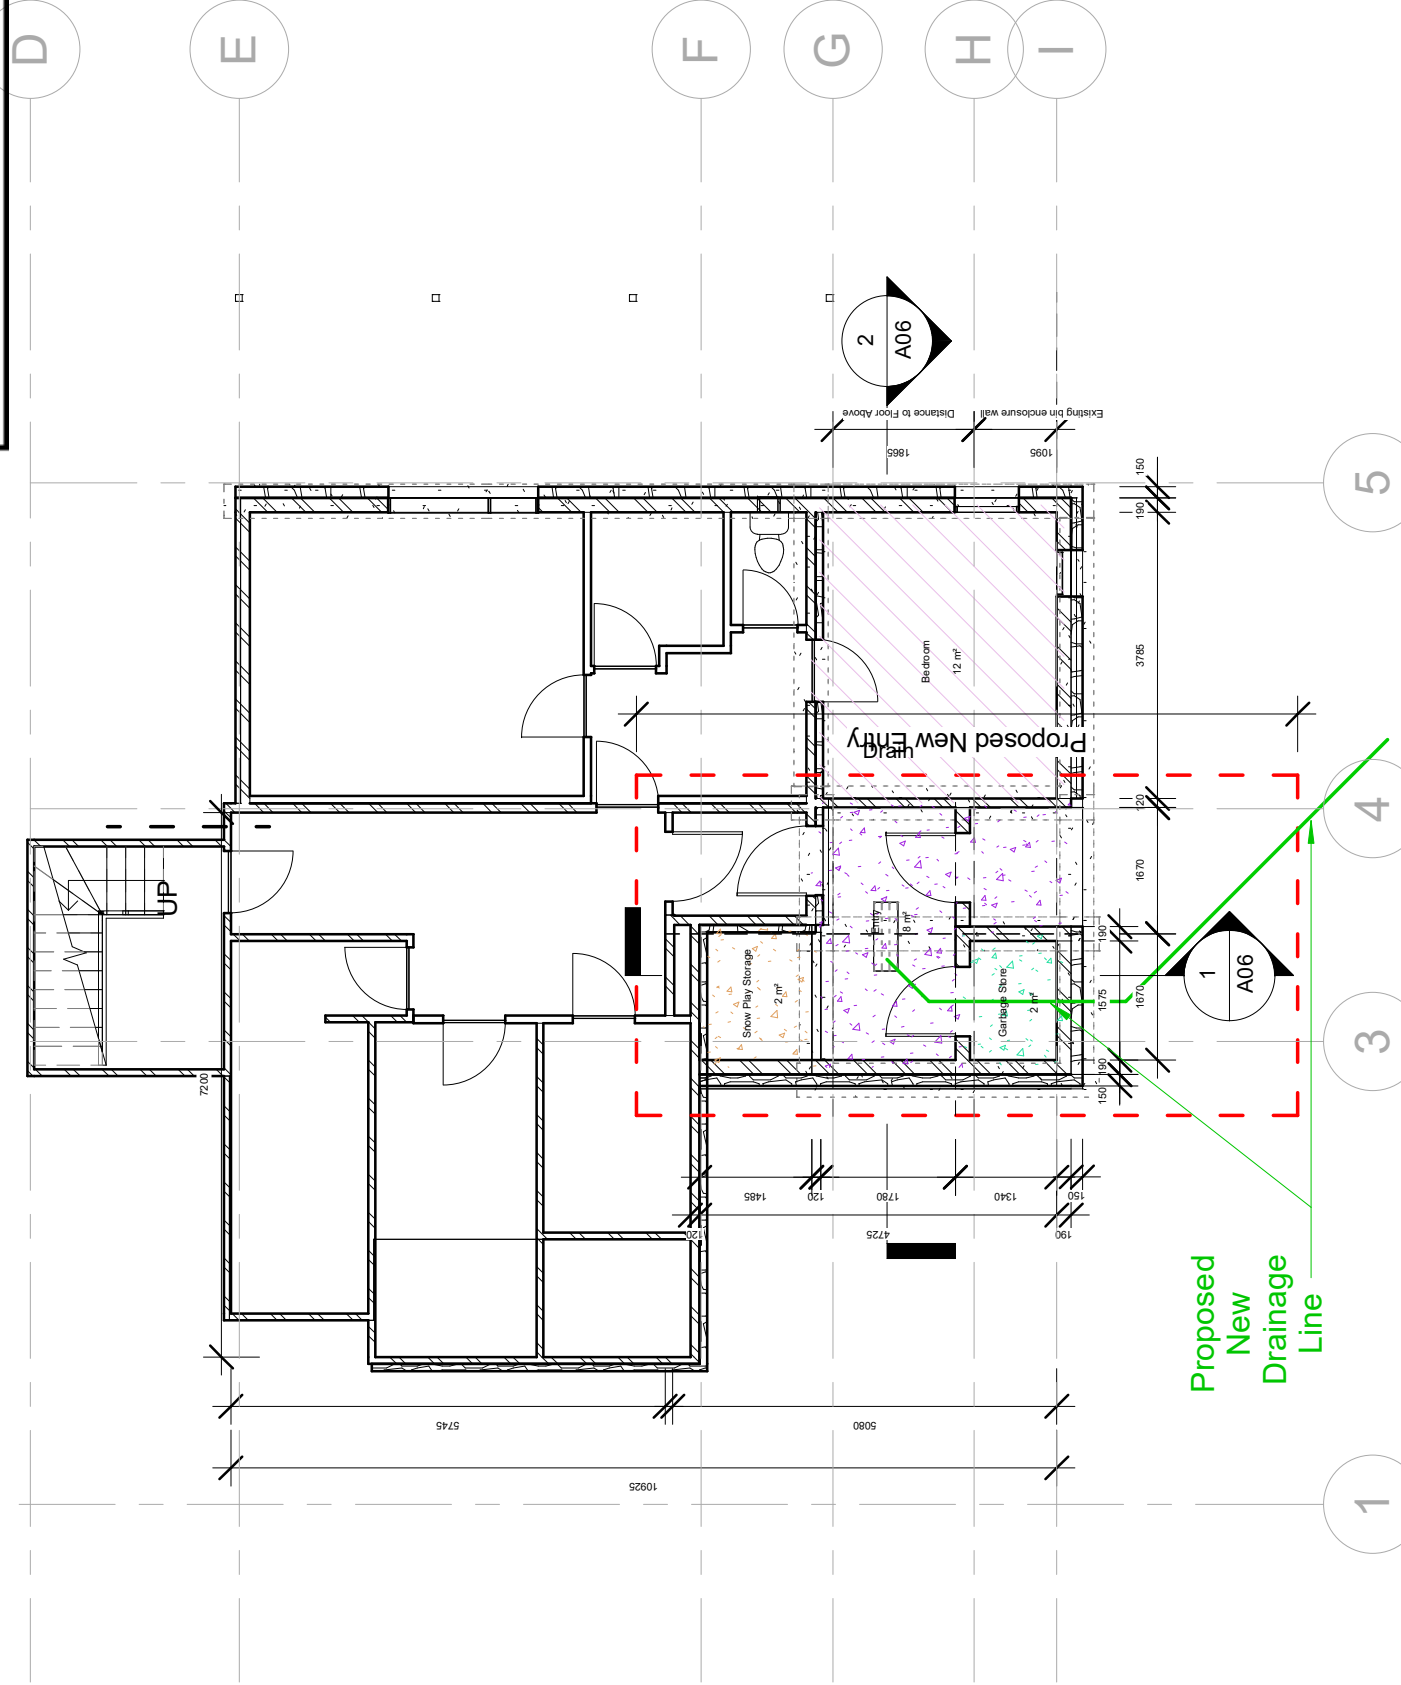 D
E
F
G
H
I
2
A06
Distance to Floor Above
Existing bin enclosure wall
1865
1095
150
190
5
Bedroom
12 m²
3785
Proposed New Entry
Drain
120
4
UP
1670
Entry
8 m²
190
Snow Play Storage
2 m²
Garbage Store
2 m²
1575
1670
1
A06
3
7200
190
150
1485
120
1780
1340
150
120
4725
190
Proposed
New
Drainage
Line
5745
5080
10925
1